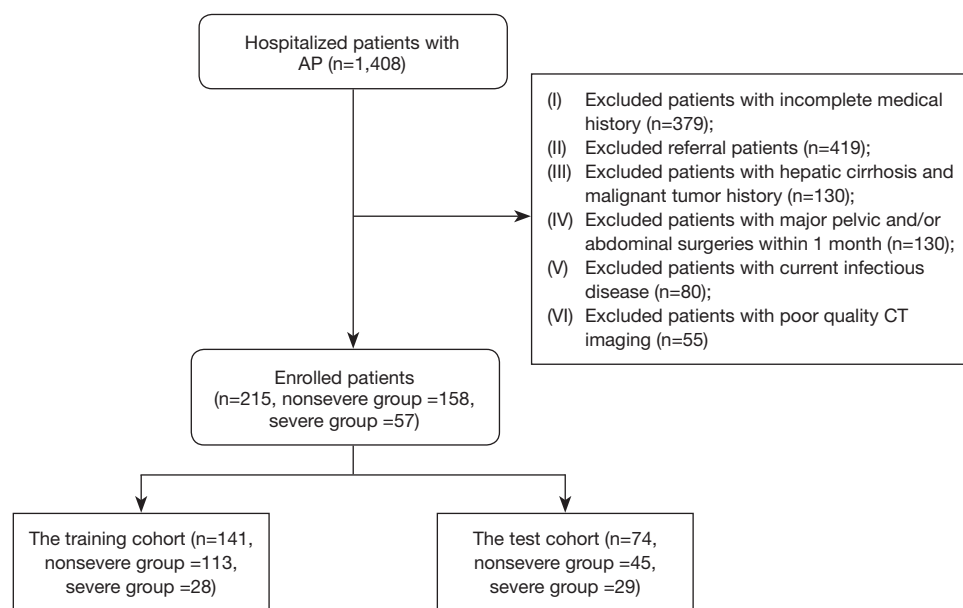 Hospitalized patients with
AP (n=1,408)
(I) Excluded patients with incomplete medical
history (n=379);
(II) Excluded referral patients (n=419);
(III) Excluded patients with hepatic cirrhosis and
malignant tumor history (n=130);
(IV) Excluded patients with major pelvic and/or
abdominal surgeries within 1 month (n=130);
(V) Excluded patients with current infectious
disease (n=80);
(VI) Excluded patients with poor quality CT
imaging (n=55)
Enrolled patients
(n=215, nonsevere group =158,
severe group =57)
The training cohort (n=141,
nonsevere group =113,
severe group =28)
The test cohort (n=74,
nonsevere group =45,
severe group =29)